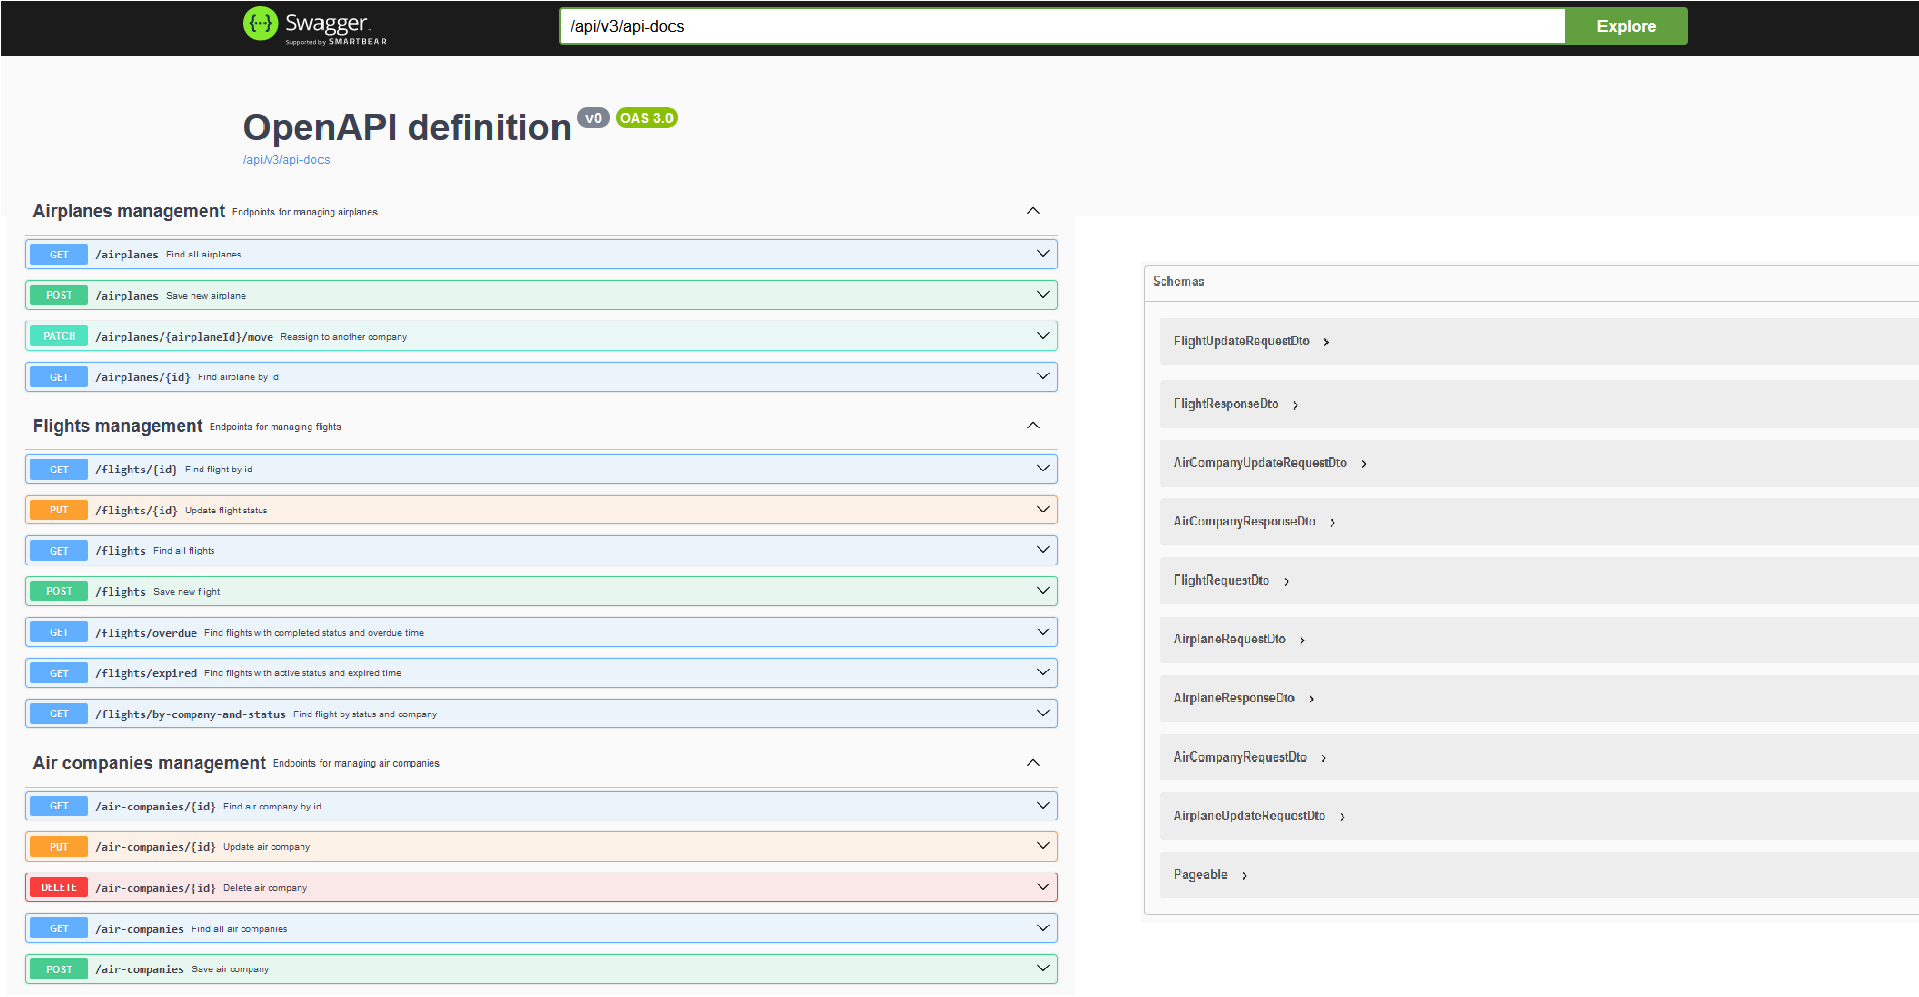 Swagger
Supported by SMARTBEAR
/api/v3/api-docs
Explore
OpenAPI definition v0 OAS 3.0
/api/v3/api-docs
Airplanes management Endpoints for managing airplanes
GET /airplanes Find all airplanes
POST /airplanes Save new airplane
PATCH /airplanes/{airplaneId}/move Reassign to another company
GET /airplanes/{id} Find airplane by id
Flights management Endpoints for managing flights
GET /flights/{id} Find flight by id
PUT /flights/{id} Update flight status
GET /flights Find all flights
POST /flights Save new flight
GET /flights/overdue Find flights with completed status and overdue time
GET /flights/expired Find flights with active status and expired time
GET /flights/by-company-and-status Find flight by status and company
Air companies management Endpoints for managing air companies
GET /air-companies/{id} Find air company by id
PUT /air-companies/{id} Update air company
DELETE /air-companies/{id} Delete air company
GET /air-companies Find all air companies
POST /air-companies Save air company
Schemas
FlightUpdateRequestDto
FlightResponseDto
AirCompanyUpdateRequestDto
AirCompanyResponseDto
FlightRequestDto
AirplaneRequestDto
AirplaneResponseDto
AirCompanyRequestDto
AirplaneUpdateRequestDto
Pageable